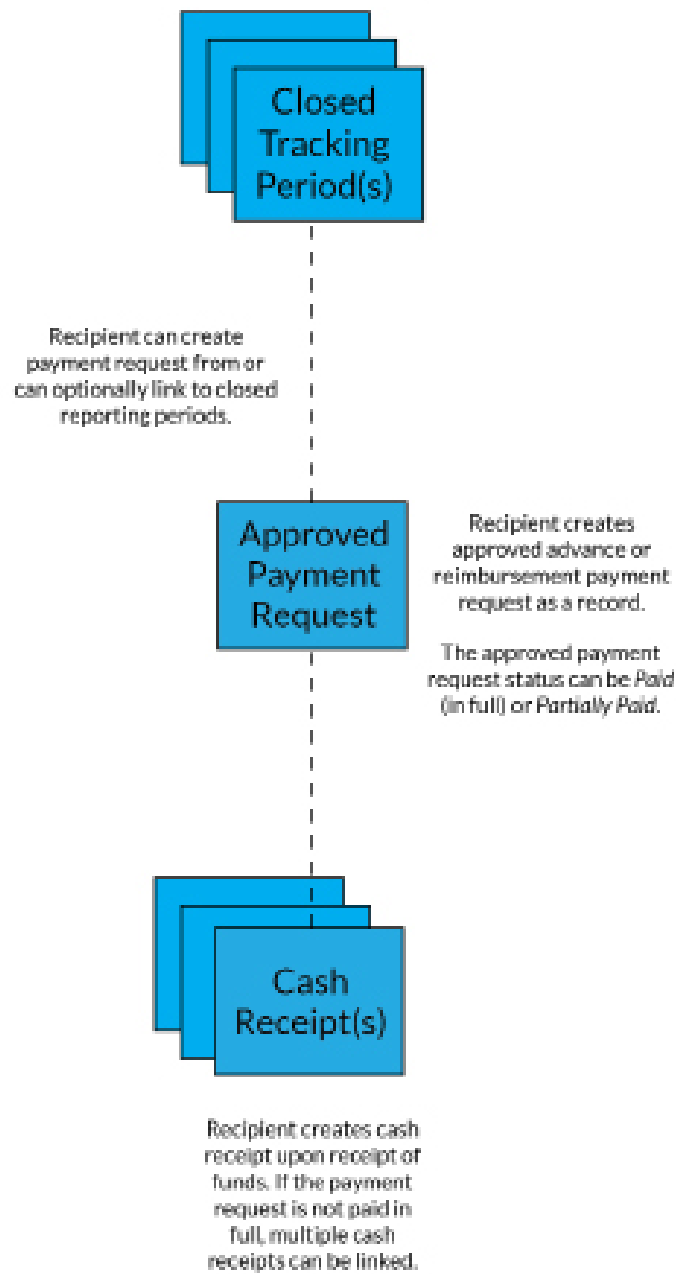 Closed
Tracking
Period(s)
Recipient can create
payment request from or
can optionally link to closed
reporting periods.
Approved
Payment
Request
Recipient creates
approved advance or
reimbursement payment
request as a record.
The approved payment
request status can be Paid
(in full) or Partially Paid.
Cash
Receipt(s)
Recipient creates cash
receipt upon receipt of
funds. If the payment
request is not paid in
full, multiple cash
receipts can be linked.